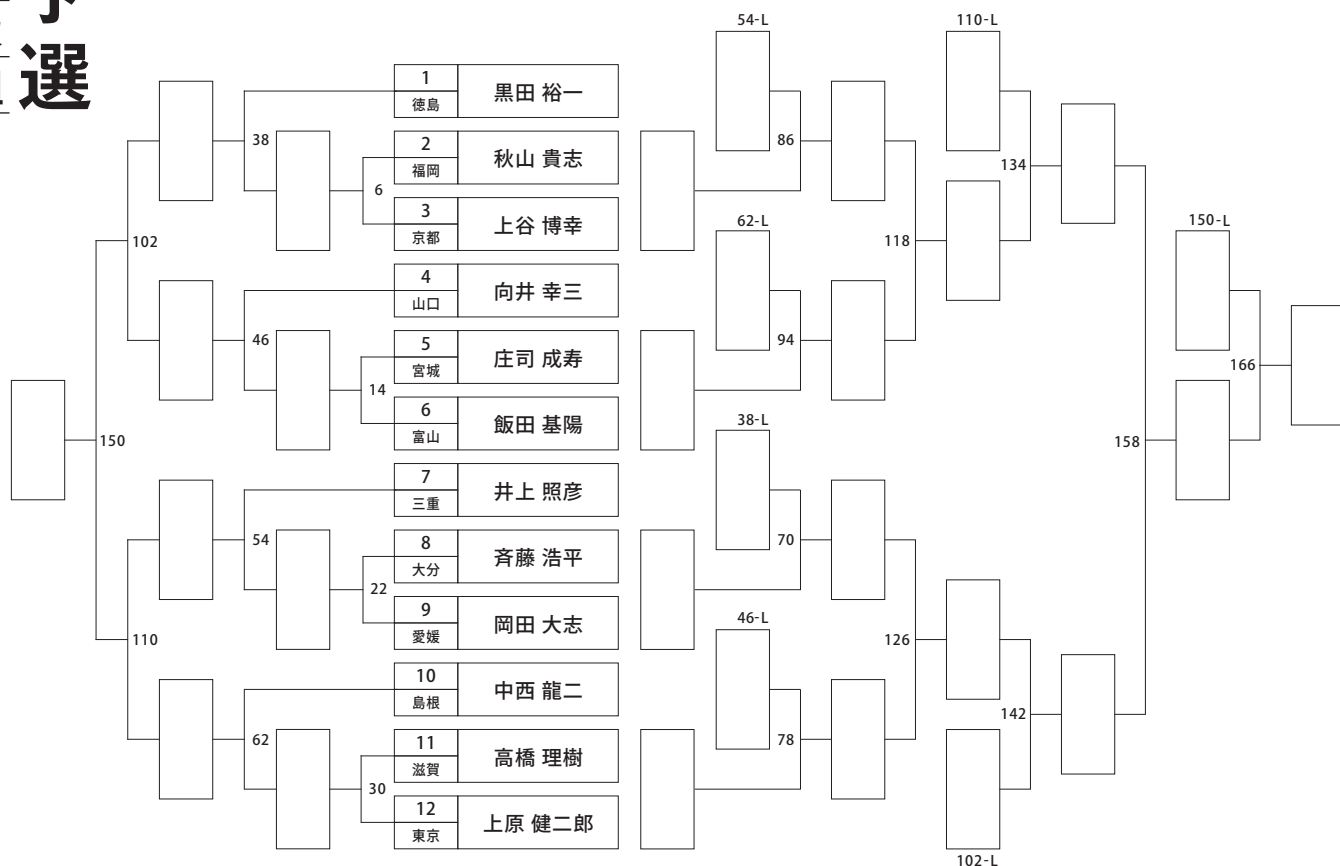 選
54-L
110-L
1
徳島
黒田 裕一
38
2
福岡
秋山 貴志
86
6
134
3
京都
上谷 博幸
62-L
150-L
102
118
4
山口
向井 幸三
46
5
宮城
庄司 成寿
94
14
166
6
富山
飯田 基陽
38-L
150
158
7
三重
井上 照彦
54
8
大分
斉藤 浩平
70
22
9
愛媛
岡田 大志
46-L
110
126
10
島根
中西 龍二
142
62
11
滋賀
高橋 理樹
78
30
12
東京
上原 健二郎
102-L